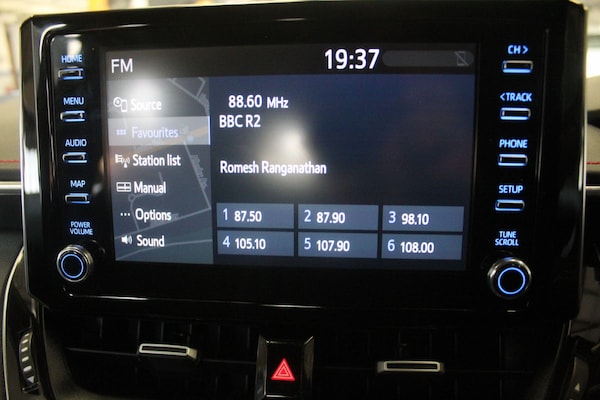 FM
19:37
HOME
MENU
AUDIO
MAP
POWER
VOLUME
Source
Favourites
Station list
Manual
Options
Sound
88.60 MHz
BBC R2
Romesh Ranganathan
1 87.50
2 87.90
3 98.10
4 105.10
5 107.90
6 108.00
CH >
< TRACK
PHONE
SETUP
TUNE
SCROLL